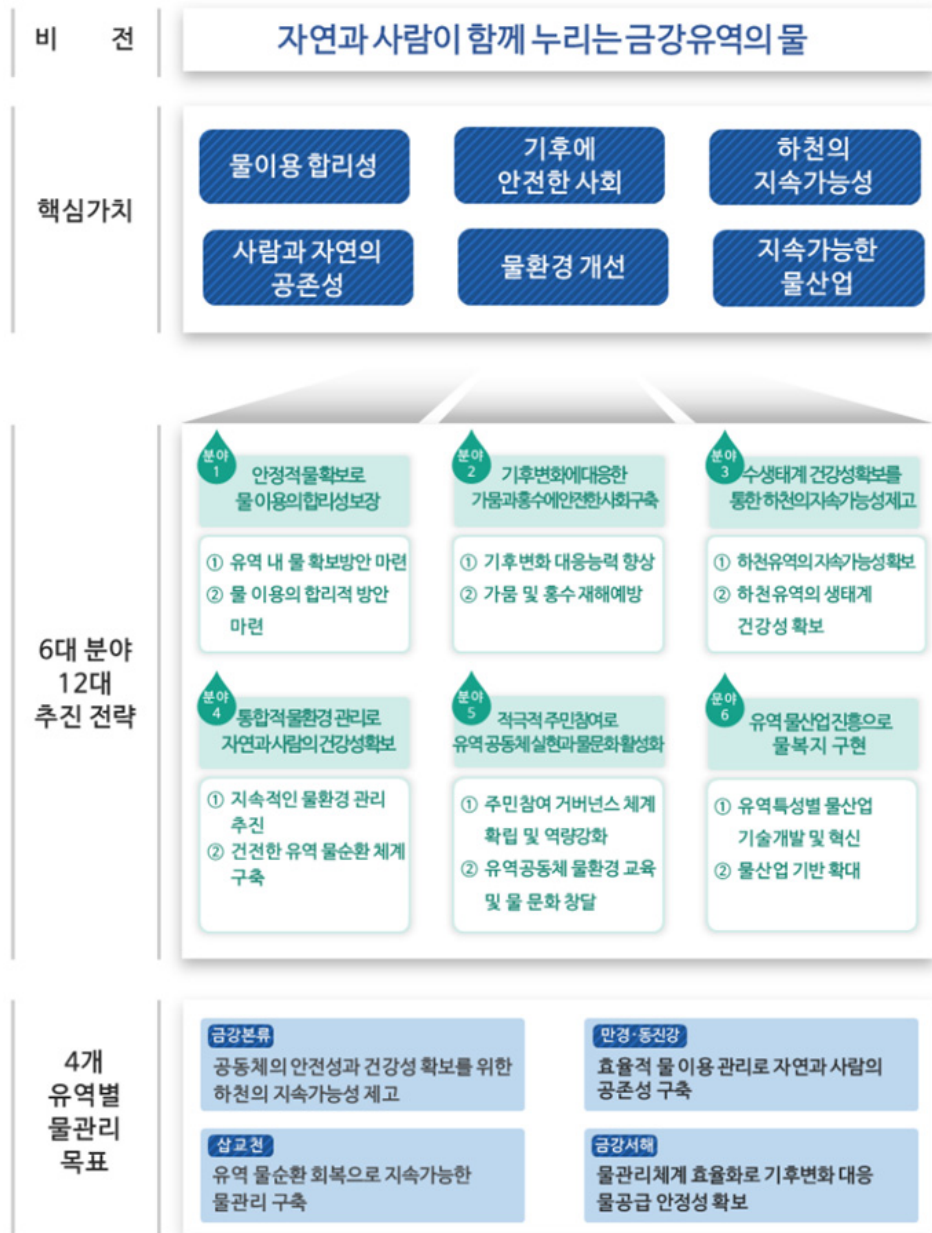 비 전
자연과 사람이 함께 누리는 금강유역의 물
핵심가치
물이용 합리성
기후에
안전한 사회
하천의
지속가능성
사람과 자연의
공존성
물환경 개선
지속가능한
물산업
6대 분야
12대
추진 전략
분야
1
안정적 물확보로
물 이용의 합리성 보장
① 유역 내 물 확보방안 마련
② 물 이용의 합리적 방안
마련
분야
2
기후변화에 대응한
가뭄과 홍수에 안전한 사회 구축
① 기후변화 대응능력 향상
② 가뭄 및 홍수 재해예방
분야
3
수생태계 건강성확보를
통한 하천의 지속가능성 제고
① 하천유역의 지속가능성 확보
② 하천유역의 생태계
건강성 확보
분야
4
통합적 물환경 관리로
자연과 사람의 건강성 확보
① 지속적인 물환경 관리
추진
② 건전한 유역 물순환 체계
구축
분야
5
적극적 주민참여로
유역 공동체 실현과 물문화 활성화
① 주민참여 거버넌스 체계
확립 및 역량강화
② 유역공동체 물환경 교육
및 물 문화 창달
분야
6
유역 물산업 진흥으로
물복지 구현
① 유역특성별 물산업
기술개발 및 혁신
② 물산업 기반 확대
4개
유역별
물관리
목표
금강본류
공동체의 안전성과 건강성 확보를 위한
하천의 지속가능성 제고
만경·동진강
효율적 물 이용 관리로 자연과 사람의
공존성 구축
삽교천
유역 물순환 회복으로 지속가능한
물관리 구축
금강서해
물관리체계 효율화로 기후변화 대응
물공급 안정성 확보